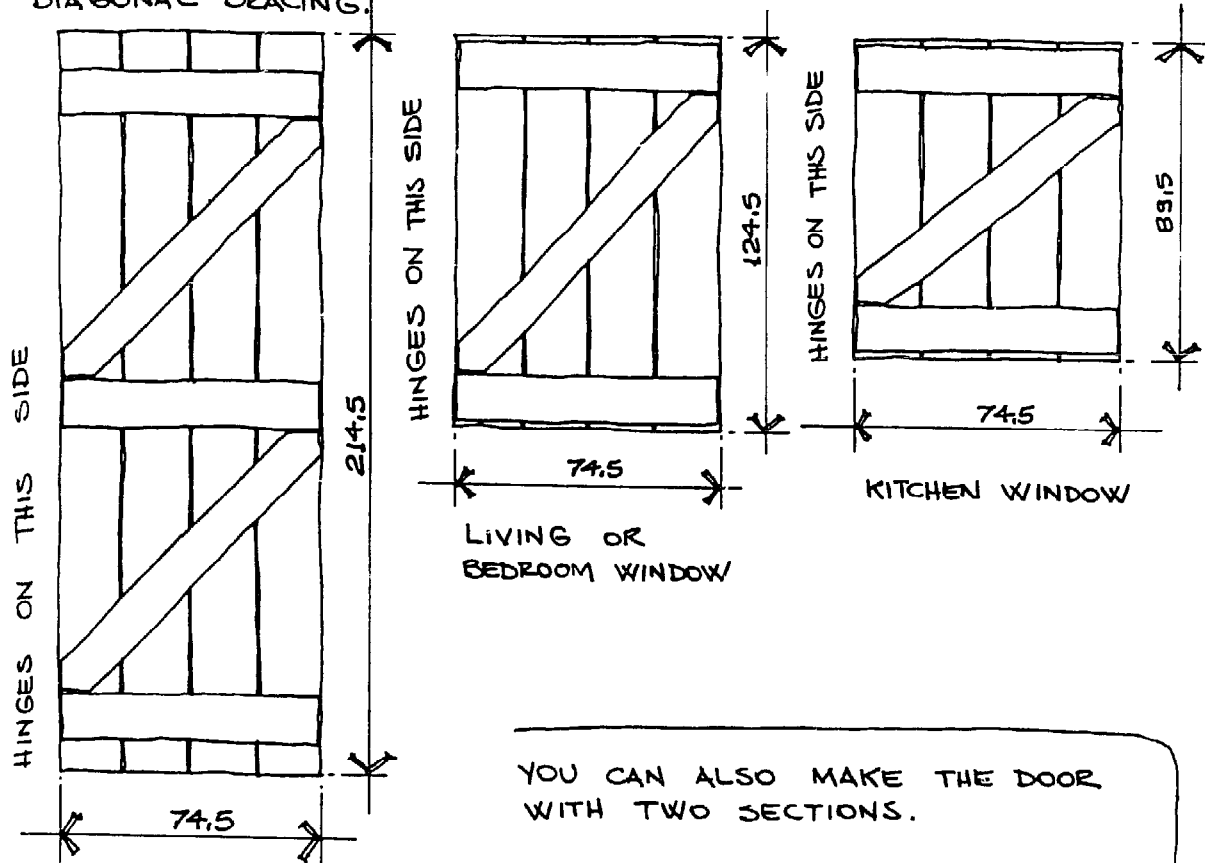 DIAGONAL BRACING.
HINGES ON THIS SIDE
214.5
74.5
HINGES ON THIS SIDE
124.5
74.5
LIVING OR
BEDROOM WINDOW
HINGES ON THIS SIDE
89.5
74.5
KITCHEN WINDOW
YOU CAN ALSO MAKE THE DOOR
WITH TWO SECTIONS.